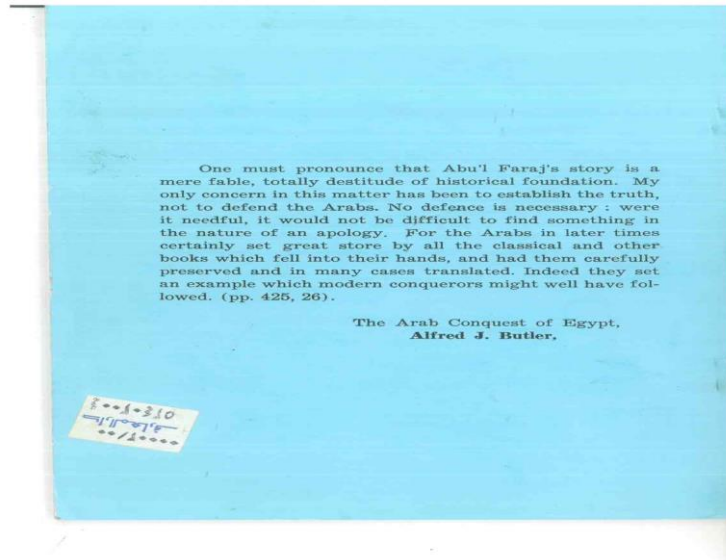 One must pronounce that Abu'l Faraj's story is a
mere fable, totally destitude of historical foundation. My
only concern in this matter has been to establish the truth,
not to defend the Arabs. No defence is necessary : were
it needful, it would not be difficult to find something in
the nature of an apology. For the Arabs in later times
certainly set great store by all the classical and other
books which fell into their hands, and had them carefully
preserved and in many cases translated. Indeed they set
an example which modern conquerors might well have fol-
lowed. (pp. 425, 26).
The Arab Conquest of Egypt,
Alfred J. Butler,